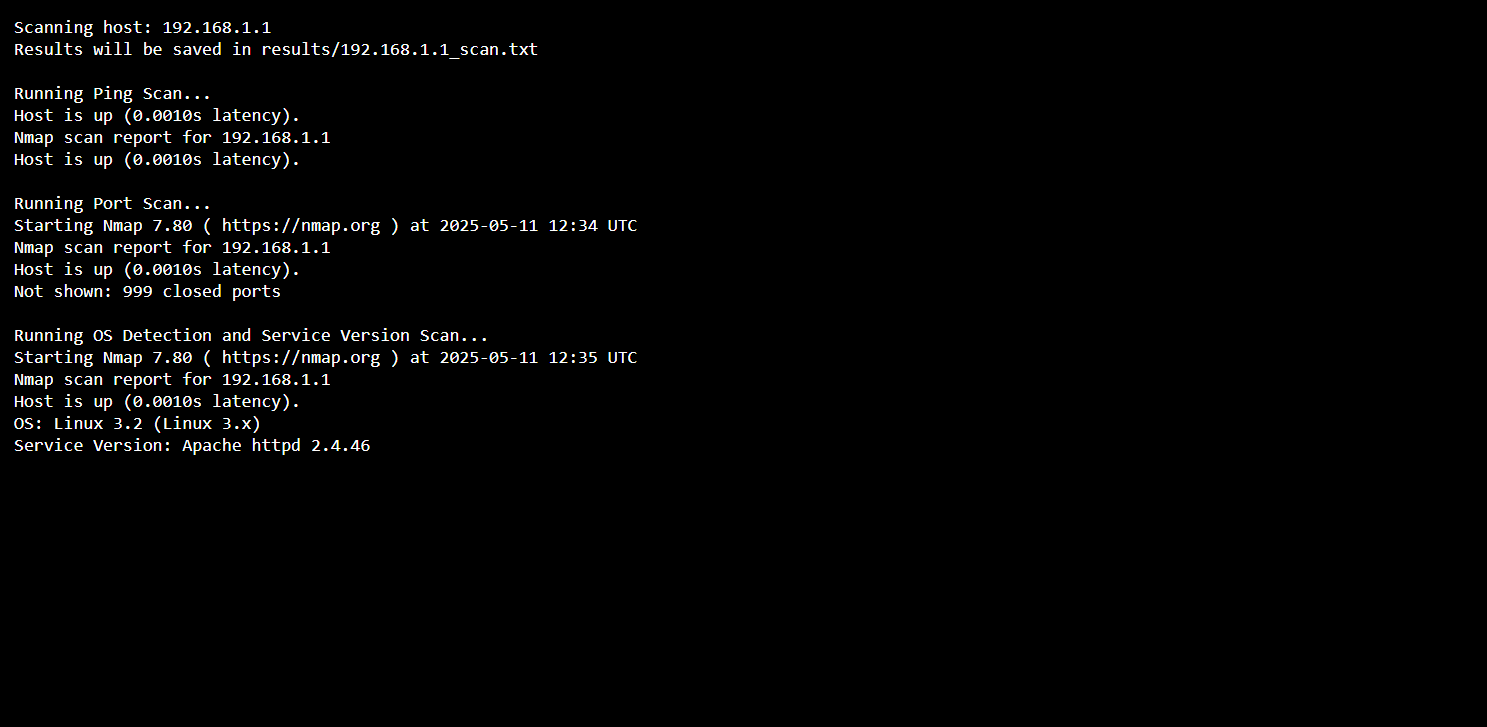 Scanning host: 192.168.1.1
Results will be saved in results/192.168.1.1_scan.txt
Running Ping Scan...
Host is up (0.0010s latency).
Nmap scan report for 192.168.1.1
Host is up (0.0010s latency).
Running Port Scan...
Starting Nmap 7.80 ( https://nmap.org ) at 2025-05-11 12:34 UTC
Nmap scan report for 192.168.1.1
Host is up (0.0010s latency).
Not shown: 999 closed ports
Running OS Detection and Service Version Scan...
Starting Nmap 7.80 ( https://nmap.org ) at 2025-05-11 12:35 UTC
Nmap scan report for 192.168.1.1
Host is up (0.0010s latency).
OS: Linux 3.2 (Linux 3.x)
Service Version: Apache httpd 2.4.46